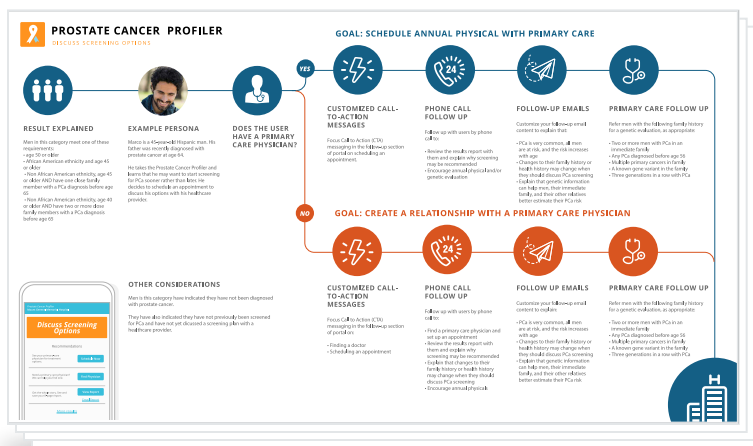 PROSTATE CANCER PROFILER
DISCUSS SCREENING OPTIONS
GOAL: SCHEDULE ANNUAL PHYSICAL WITH PRIMARY CARE
YES
24
RESULT EXPLAINED
Men in this category meet one of these
requirements:
• age 50 or older
• African American ethnicity and age 45
or older
• Non African American ethnicity, age 45
or older AND have one close family
member with a PCa diagnosis before age
65
• Non African American ethnicity, age 40
or older AND have two or more close
family members with a PCa diagnosis
before age 65
EXAMPLE PERSONA
Marco is a 45-year-old Hispanic man. His
father was recently diagnosed with
prostate cancer at age 64.
He takes the Prostate Cancer Profiler and
learns that he may want to start screening
for PCa sooner rather than later. He
decides to schedule an appointment to
discuss his options with his healthcare
provider.
DOES THE USER
HAVE A PRIMARY
CARE PHYSICIAN?
CUSTOMIZED CALL-
TO-ACTION
MESSAGES
Focus Call to Action (CTA)
messaging in the follow-up section
of portal on scheduling an
appointment.
PHONE CALL
FOLLOW UP
Follow up with users by phone
call to:
• Review the results report with
them and explain why screening
may be recommended
• Encourage annual physical and/or
genetic evaluation
FOLLOW-UP EMAILS
Customize your follow-up email
content to explain that:
• PCa is very common, all men
are at risk, and the risk increases
with age
• Changes to their family history or
health history may change when
they should discuss PCa screening
• Explain that genetic information
can help men, their immediate
family, and their other relatives
better estimate their PCa risk
PRIMARY CARE FOLLOW UP
Refer men with the following family history
for a genetic evaluation, as appropriate:
• Two or more men with PCa in an
immediate family
• Any PCa diagnosed before age 56
• Multiple primary cancers in family
• A known gene variant in the family
• Three generations in a row with PCa
NO
GOAL: CREATE A RELATIONSHIP WITH A PRIMARY CARE PHYSICIAN
24
CUSTOMIZED CALL-
TO-ACTION
MESSAGES
Focus Call to Action (CTA)
messaging in the follow-up section
of portal on:
• Finding a doctor
• Scheduling an appointment
PHONE CALL
FOLLOW UP
Follow up with users by phone
call to:
• Find a primary care physician and
set up an appointment
• Review the results report with
them and explain why
screening may be recommended
• Explain that changes to their
family history or health history
may change when they should
discuss PCa screening
• Encourage annual physicals
FOLLOW UP EMAILS
Customize your follow-up email
content to explain:
• PCa is very common, all men
are at risk, and the risk increases
with age
• Changes to their family history or
health history may change when
they should discuss PCa screening
• Explain that genetic information
can help men, their immediate
family, and their other relatives
better estimate their PCa risk
PRIMARY CARE FOLLOW UP
Refer men with the following family history
for a genetic evaluation, as appropriate:
• Two or more men with PCa in an
immediate family
• Any PCa diagnosed before age 56
• Multiple primary cancers in family
• A known gene variant in the family
• Three generations in a row with PCa
OTHER CONSIDERATIONS
Men is this category have indicated they have not been diagnosed
with prostate cancer.
They have also indicated they have not previously been screened
for PCa and have not yet dicussed a screening plan with a
healthcare provider.
Discuss Screening
Options